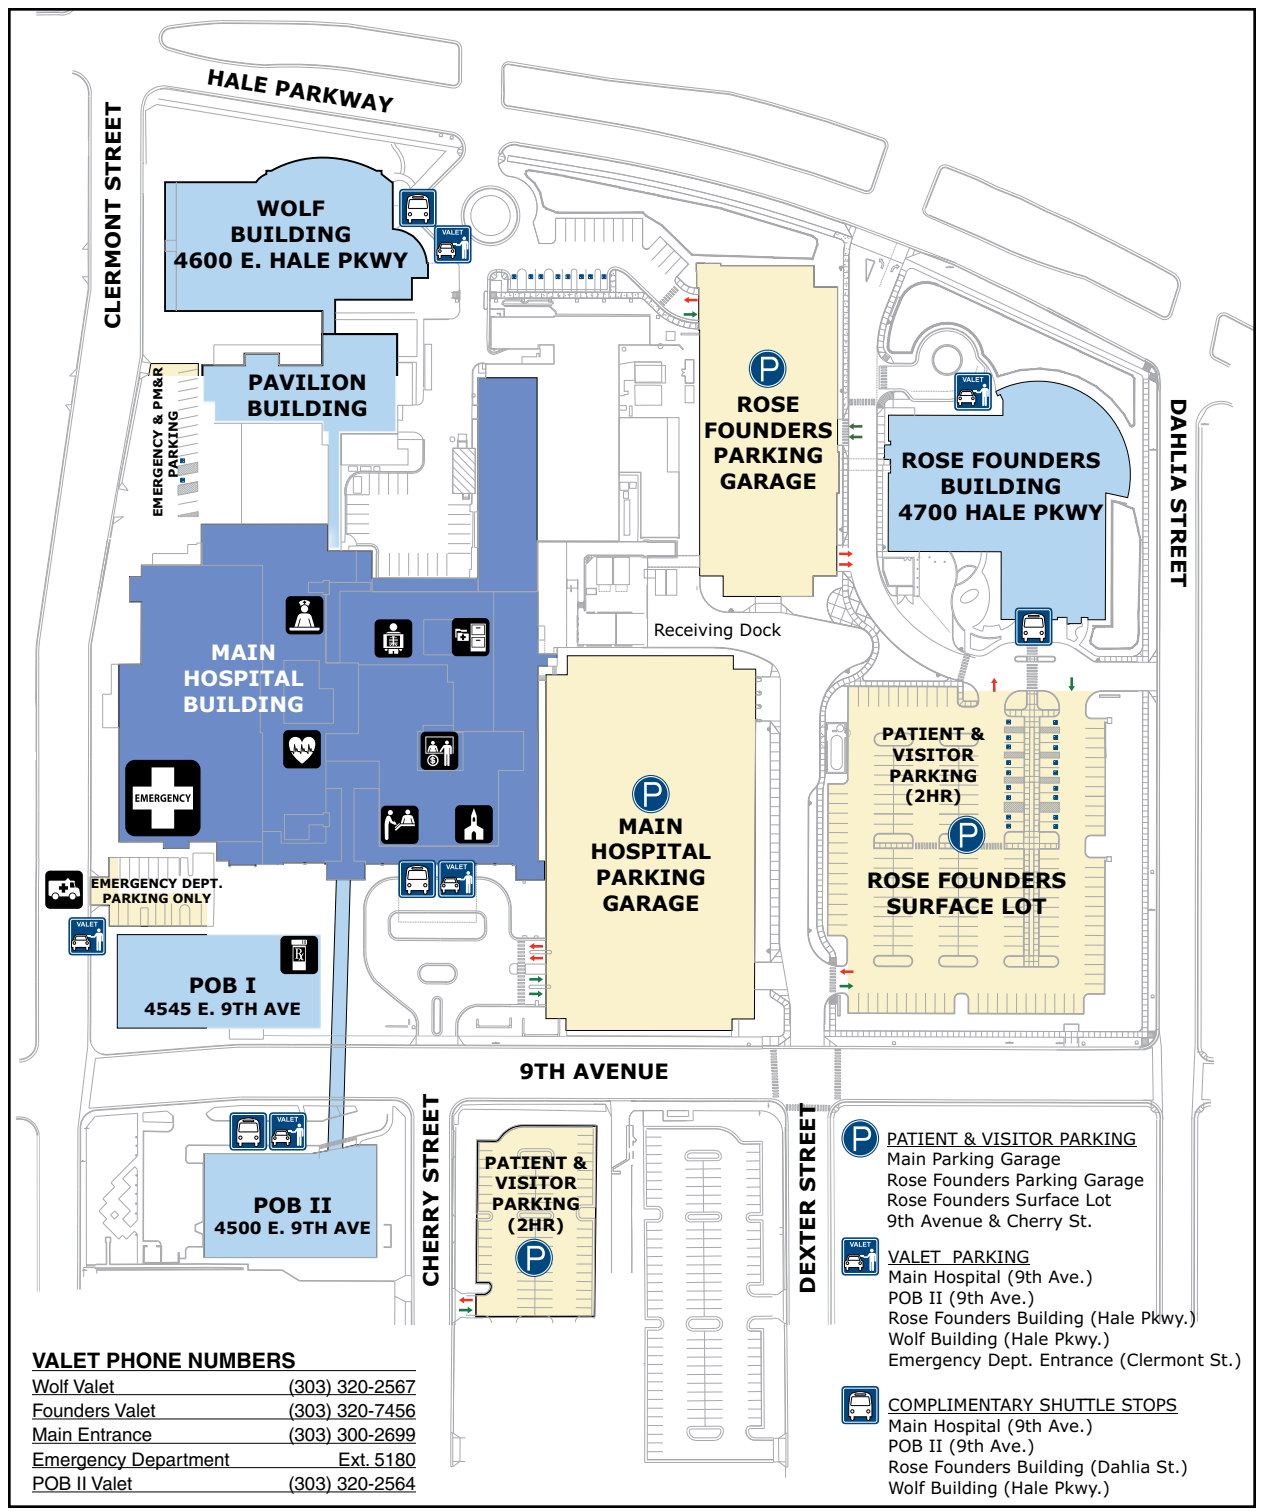 HALE PARKWAY
CLERMONT STREET
WOLF
BUILDING
4600 E. HALE PKWY
VALET
PAVILION
BUILDING
EMERGENCY & PM&R
PARKING
P
ROSE
FOUNDERS
PARKING
GARAGE
VALET
ROSE FOUNDERS
BUILDING
4700 HALE PKWY
DAHLIA STREET
Receiving Dock
MAIN
HOSPITAL
BUILDING
EMERGENCY
$
P
MAIN
HOSPITAL
PARKING
GARAGE
PATIENT &
VISITOR
PARKING
(2HR)
P
ROSE FOUNDERS
SURFACE LOT
VALET
EMERGENCY DEPT.
PARKING ONLY
VALET
Rx
POB I
4545 E. 9TH AVE
9TH AVENUE
VALET
POB II
4500 E. 9TH AVE
CHERRY STREET
PATIENT &
VISITOR
PARKING
(2HR)
P
DEXTER STREET
P
PATIENT & VISITOR PARKING
Main Parking Garage
Rose Founders Parking Garage
Rose Founders Surface Lot
9th Avenue & Cherry St.
VALET
VALET PARKING
Main Hospital (9th Ave.)
POB II (9th Ave.)
Rose Founders Building (Hale Pkwy.)
Wolf Building (Hale Pkwy.)
Emergency Dept. Entrance (Clermont St.)
COMPLIMENTARY SHUTTLE STOPS
Main Hospital (9th Ave.)
POB II (9th Ave.)
Rose Founders Building (Dahlia St.)
Wolf Building (Hale Pkwy.)
VALET PHONE NUMBERS
Wolf Valet (303) 320-2567
Founders Valet (303) 320-7456
Main Entrance (303) 300-2699
Emergency Department Ext. 5180
POB II Valet (303) 320-2564